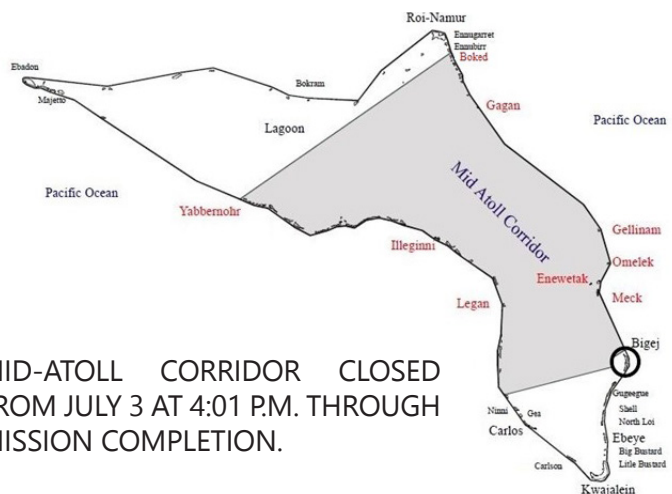 Roi-Namur
Ennugarret
Ennubirr
Boked
Ebadon
Majetto
Bokram
Gagan
Lagoon
Pacific Ocean
Mid Atoll Corridor
Pacific Ocean
Yabbernohr
Gellinam
Illeginni
Omelek
Enewetak
Legan
Meck
Bigej
MID-ATOLL CORRIDOR CLOSED
FROM JULY 3 AT 4:01 P.M. THROUGH
MISSION COMPLETION.
Gugeegue
Ninni
Gea
Shell
North Loi
Carlos
Ebeye
Big Bustard
Carlson
Litle Bustard
Kwajalein